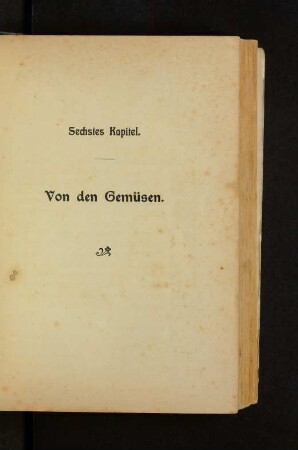 Sechstes Kapitel.
Von den Gemüsen.